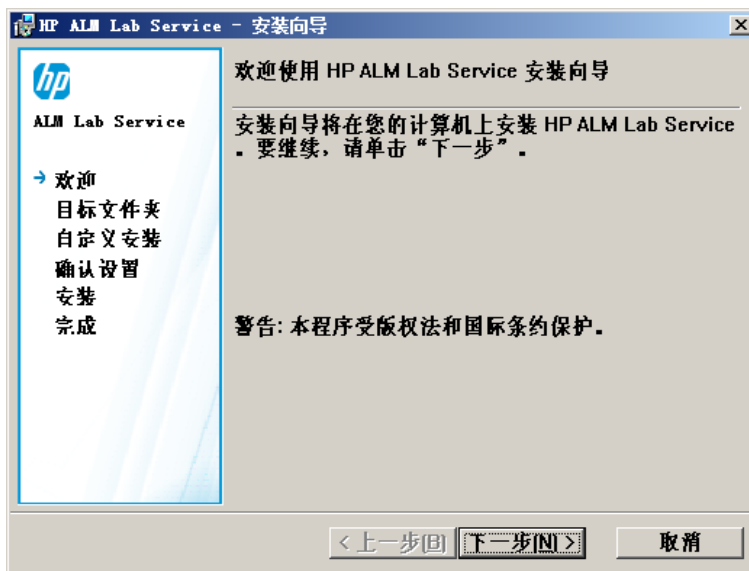 HP ALM Lab Service - 安装向导
hp
ALM Lab Service
欢迎
目标文件夹
自定义安装
确认设置
安装
完成
欢迎使用 HP ALM Lab Service 安装向导
安装向导将在您的计算机上安装 HP ALM Lab Service
。要继续，请单击“下一步”。
警告: 本程序受版权法和国际条约保护。
< 上一步(B) 下一步(N) > 取消